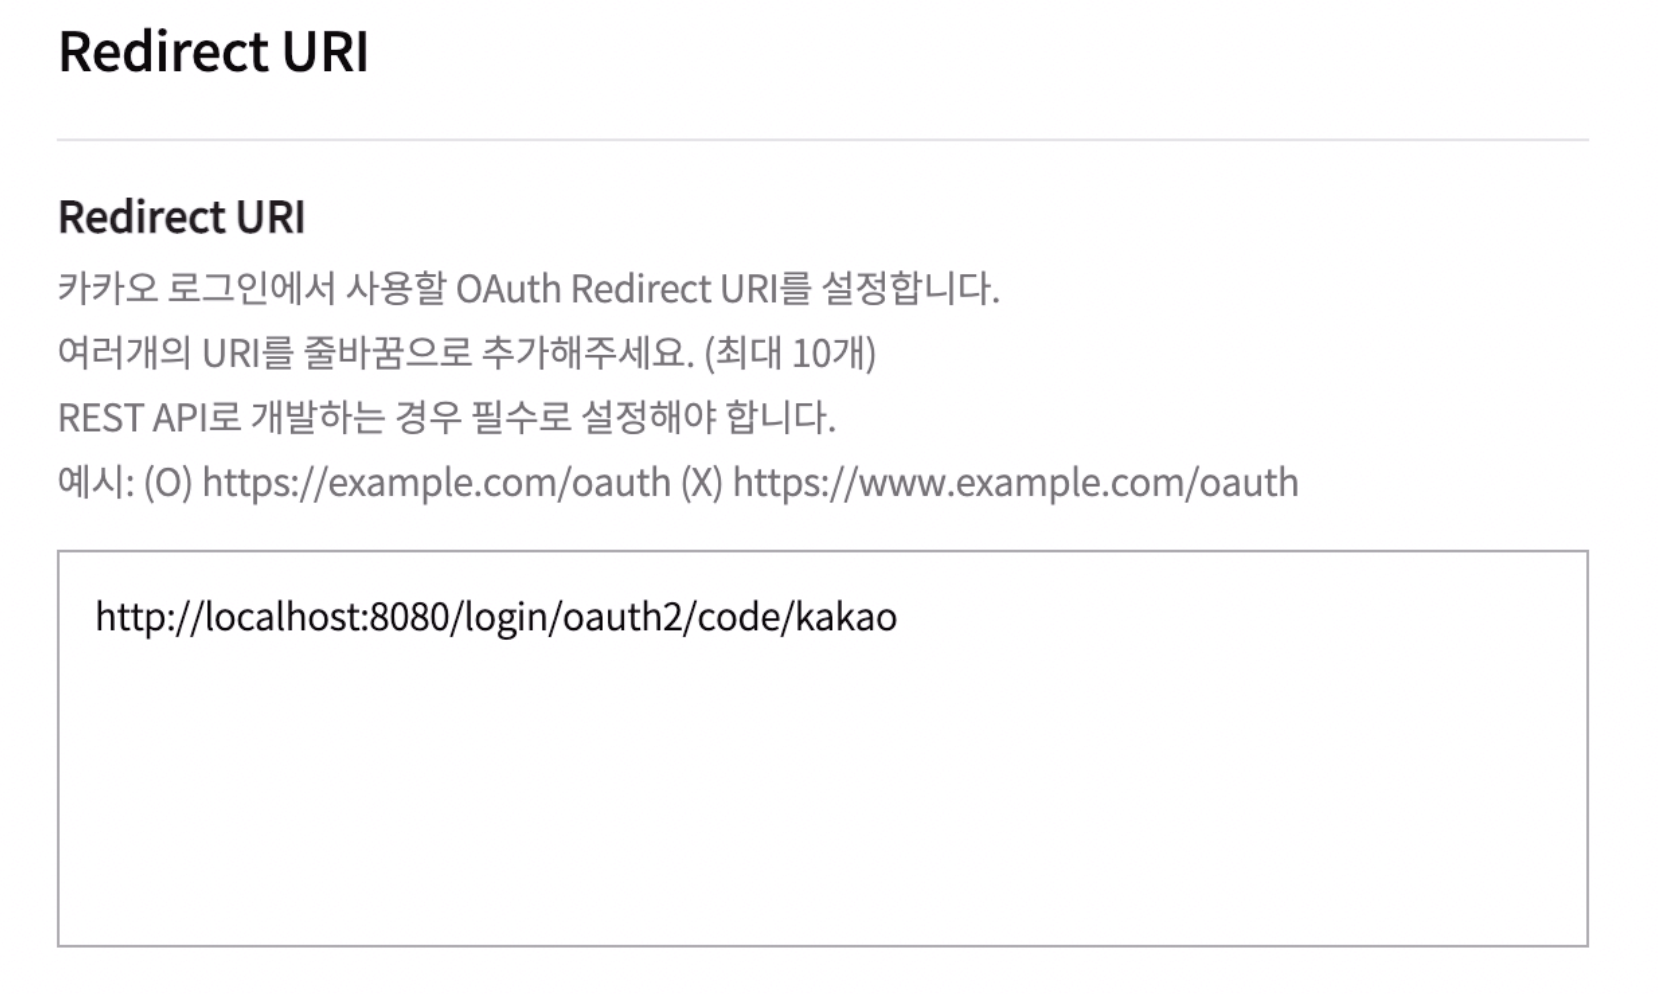 Redirect URI
Redirect URI
카카오 로그인에서 사용할 OAuth Redirect URI를 설정합니다.
여러개의 URI를 줄바꿈으로 추가해주세요. (최대 10개)
REST API로 개발하는 경우 필수로 설정해야 합니다.
예시: (O) https://example.com/oauth (X) https://www.example.com/oauth
http://localhost:8080/login/oauth2/code/kakao